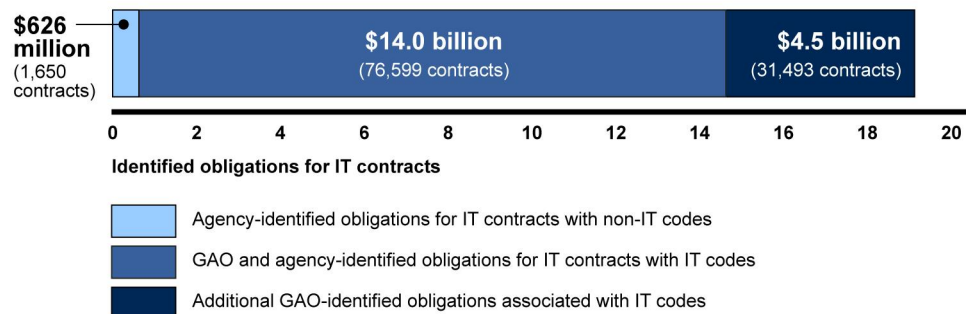 $626
million
(1,650
contracts)
$14.0 billion
(76,599 contracts)
$4.5 billion
(31,493 contracts)
0 2 4 6 8 10 12 14 16 18 20
Identified obligations for IT contracts
Agency-identified obligations for IT contracts with non-IT codes
GAO and agency-identified obligations for IT contracts with IT codes
Additional GAO-identified obligations associated with IT codes